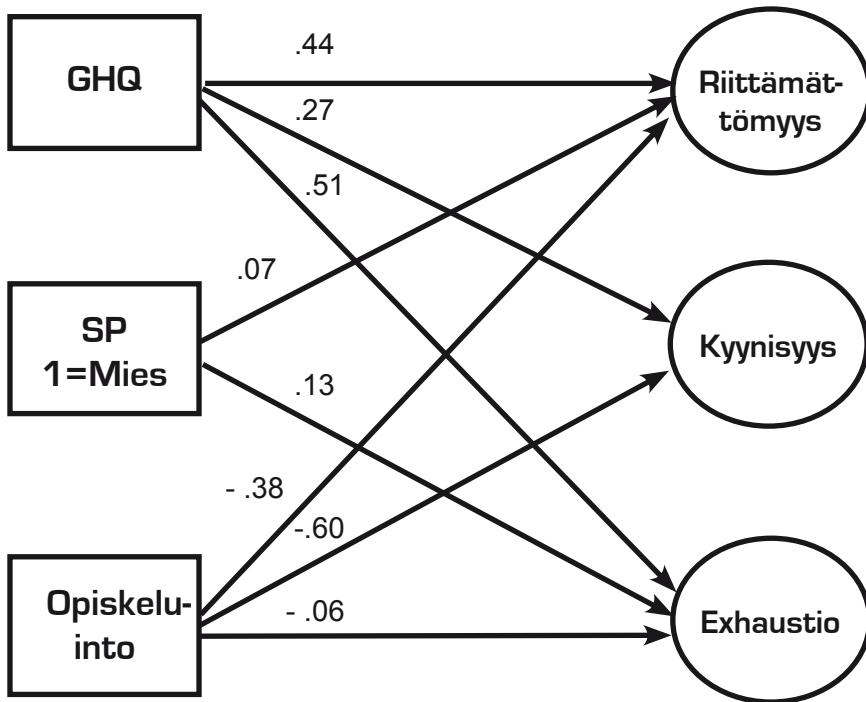 GHQ
.44
Riittämät-
tömyys
.27
.51
.07
SP
1=Mies
Kyynisyys
.13
- .38
-.60
Opiskelu-
into
- .06
Exhaustio